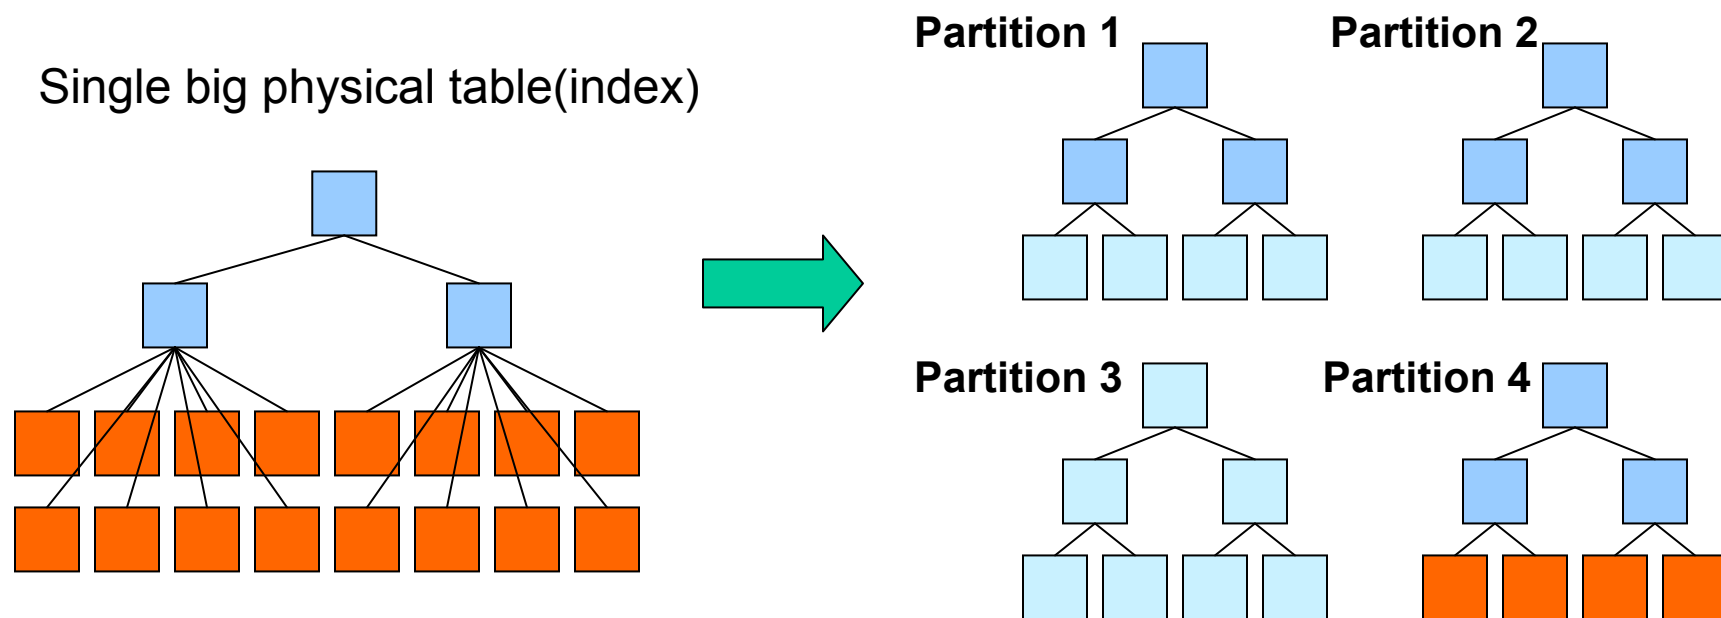 Single big physical table(index)
Partition 1
Partition 2
Partition 3
Partition 4